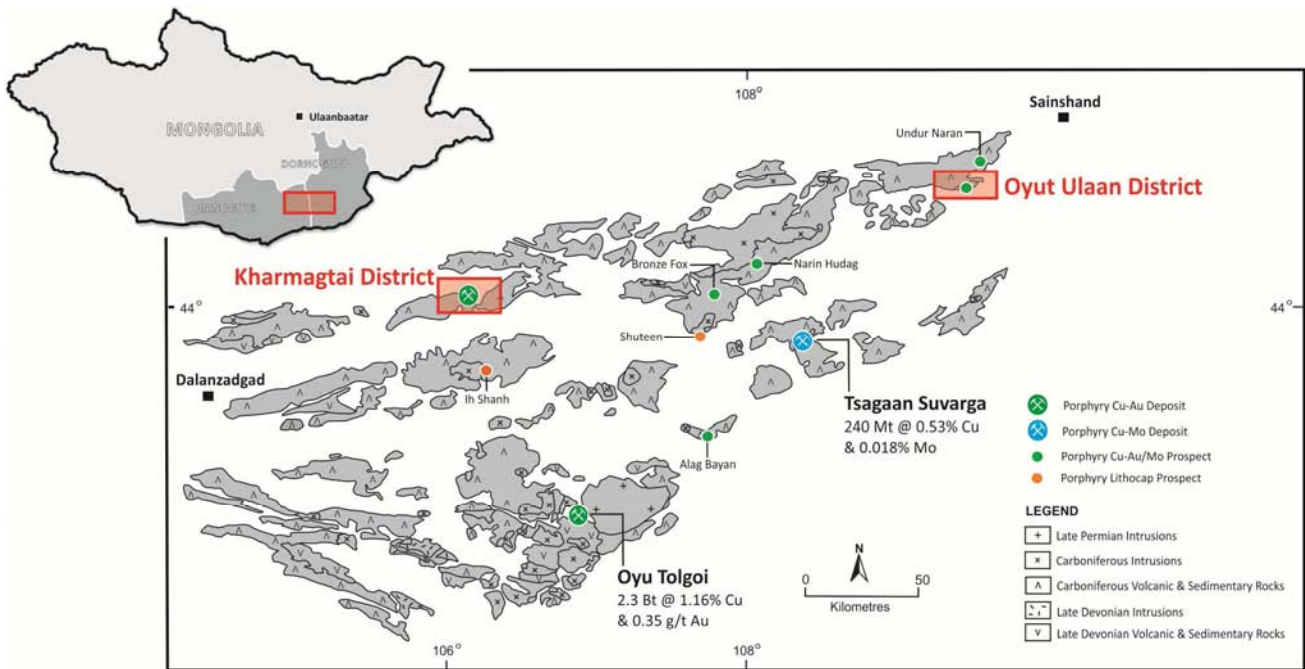 MONGOLIA
Ulaanbaatar
108°
Sainshand
Undur Naran
Oyut Ulaan District
Bronze Fox
Narin Hudag
Kharmagtai District
44°
44°
Shuteen
Dalanzadgad
Ih Shanh
Tsagaan Suvarga
240 Mt @ 0.53% Cu
& 0.018% Mo
Alag Bayan
Porphyry Cu-Au Deposit
Porphyry Cu-Mo Deposit
Porphyry Cu-Au/Mo Prospect
Porphyry Lithocap Prospect
LEGEND
Late Permian Intrusions
Carboniferous Intrusions
Carboniferous Volcanic & Sedimentary Rocks
Late Devonian Intrusions
Late Devonian Volcanic & Sedimentary Rocks
Oyu Tolgoi
2.3 Bt @ 1.16% Cu
& 0.35 g/t Au
N
0 50
Kilometres
106°
108°